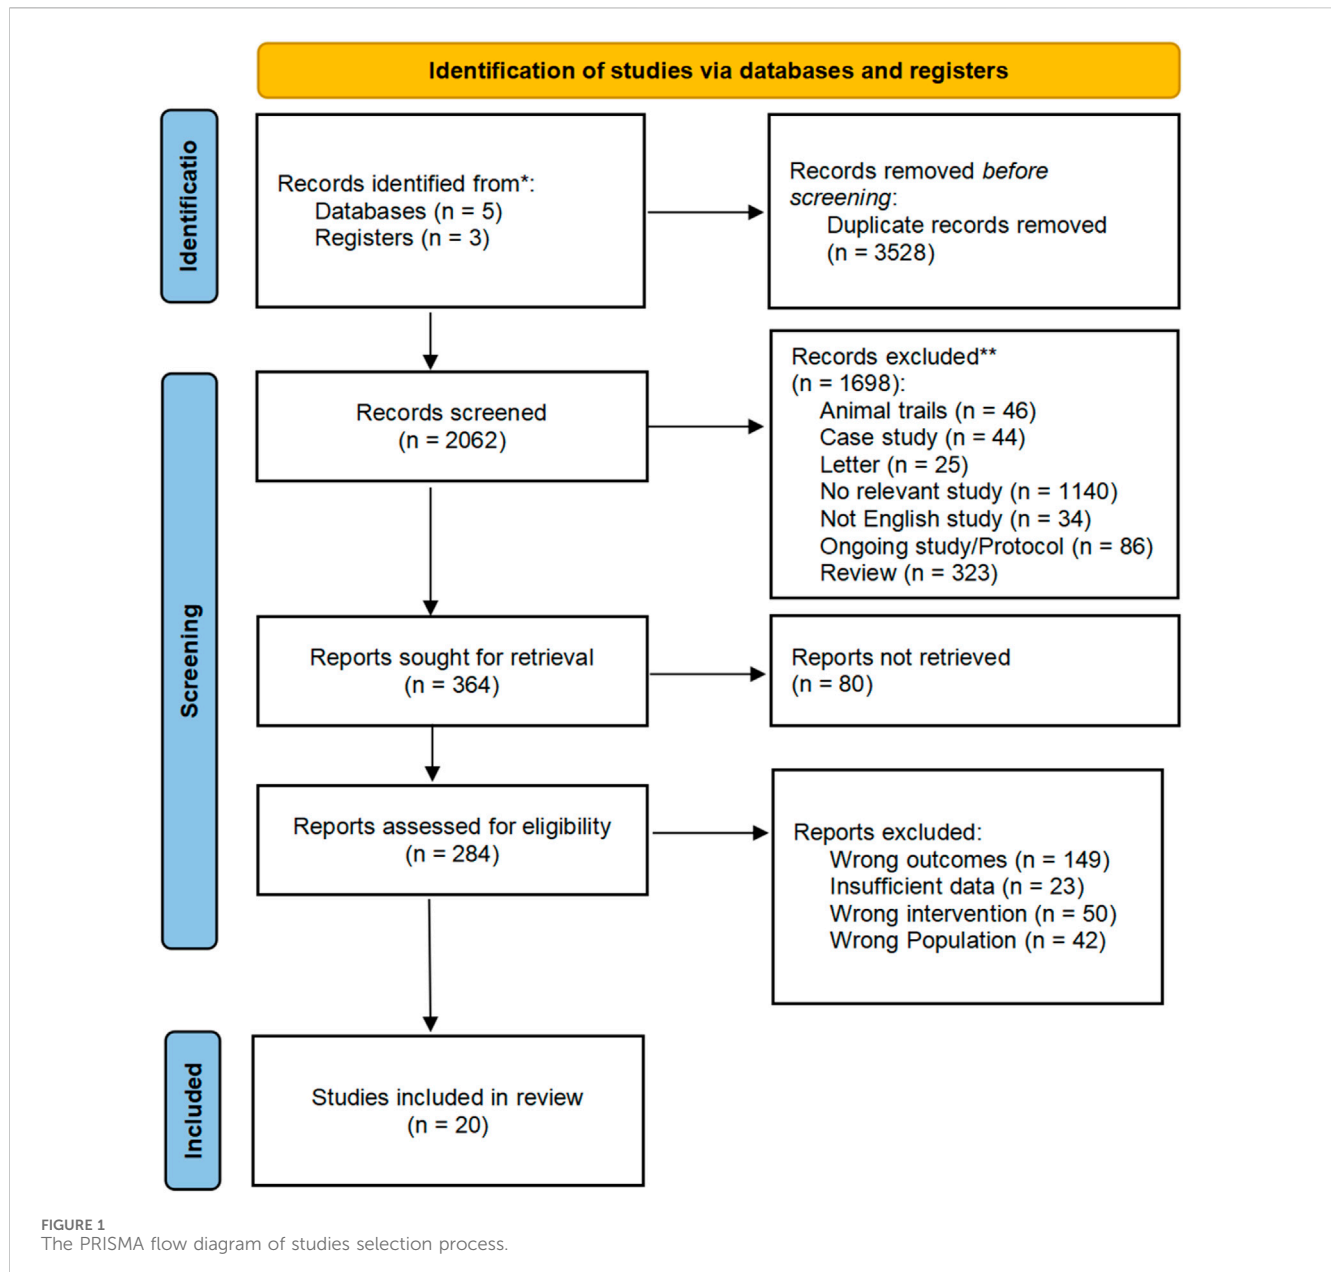 Identification of studies via databases and registers
Identificatio
Records identified from*:
Databases (n = 5)
Registers (n = 3)
Records removed before
screening:
Duplicate records removed
(n = 3528)
Screening
Records screened
(n = 2062)
Records excluded**
(n = 1698):
Animal trails (n = 46)
Case study (n = 44)
Letter (n = 25)
No relevant study (n = 1140)
Not English study (n = 34)
Ongoing study/Protocol (n = 86)
Review (n = 323)
Reports sought for retrieval
(n = 364)
Reports not retrieved
(n = 80)
Reports assessed for eligibility
(n = 284)
Reports excluded:
Wrong outcomes (n = 149)
Insufficient data (n = 23)
Wrong intervention (n = 50)
Wrong Population (n = 42)
Included
Studies included in review
(n = 20)
FIGURE 1
The PRISMA flow diagram of studies selection process.